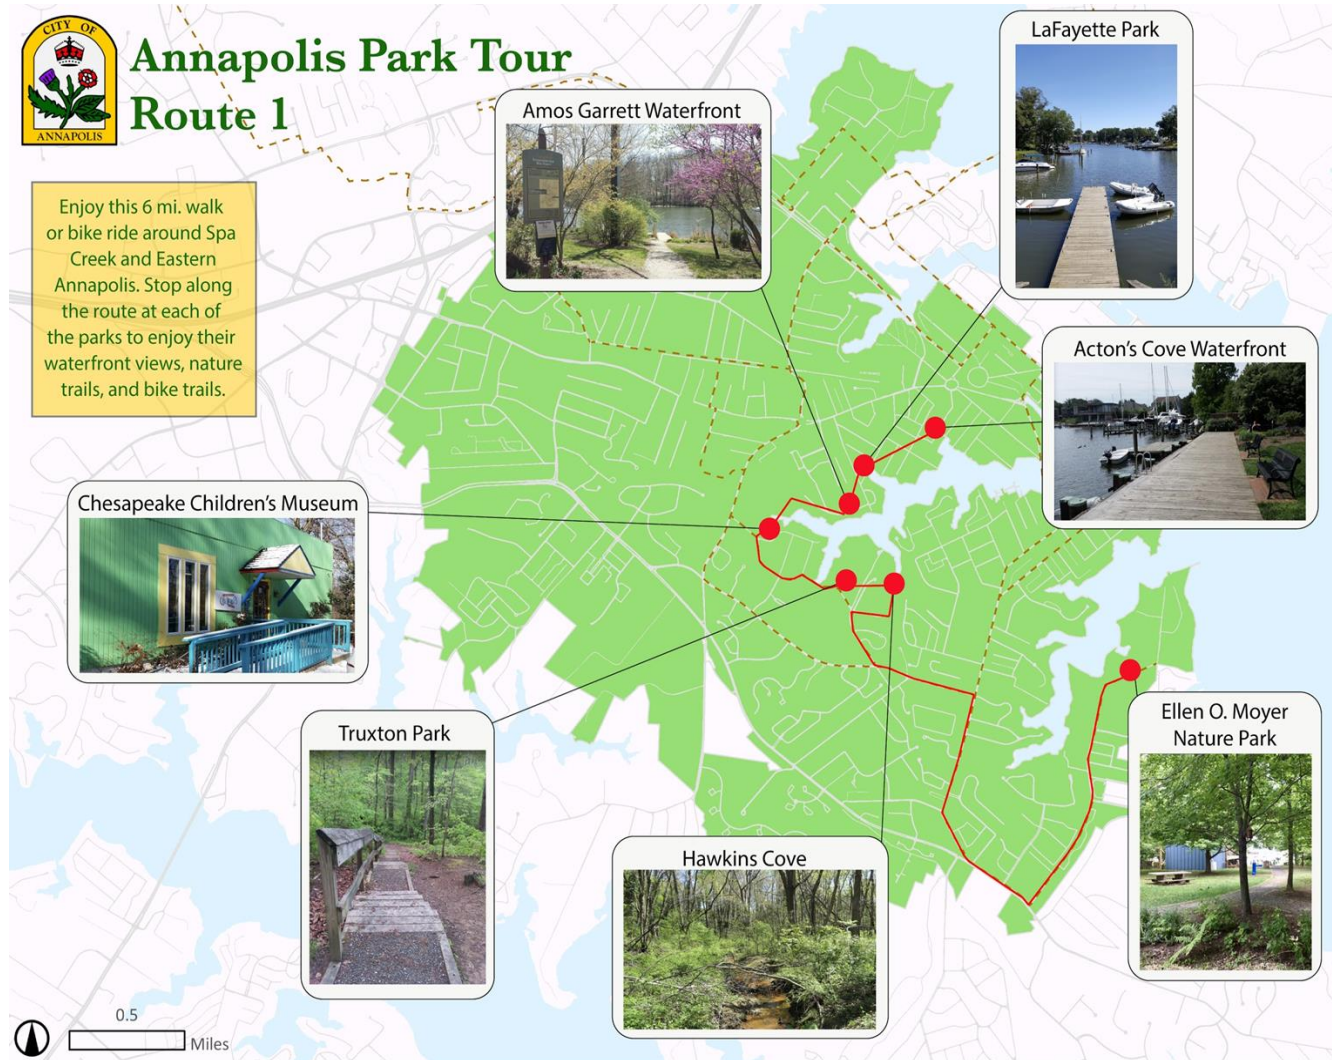 CITY OF
ANNAPOLIS
Annapolis Park Tour
Route 1
Enjoy this 6 mi. walk
or bike ride around Spa
Creek and Eastern
Annapolis. Stop along
the route at each of
the parks to enjoy their
waterfront views, nature
trails, and bike trails.
Amos Garrett Waterfront
LaFayette Park
Acton's Cove Waterfront
Chesapeake Children's Museum
Truxton Park
Hawkins Cove
Ellen O. Moyer
Nature Park
0.5
Miles